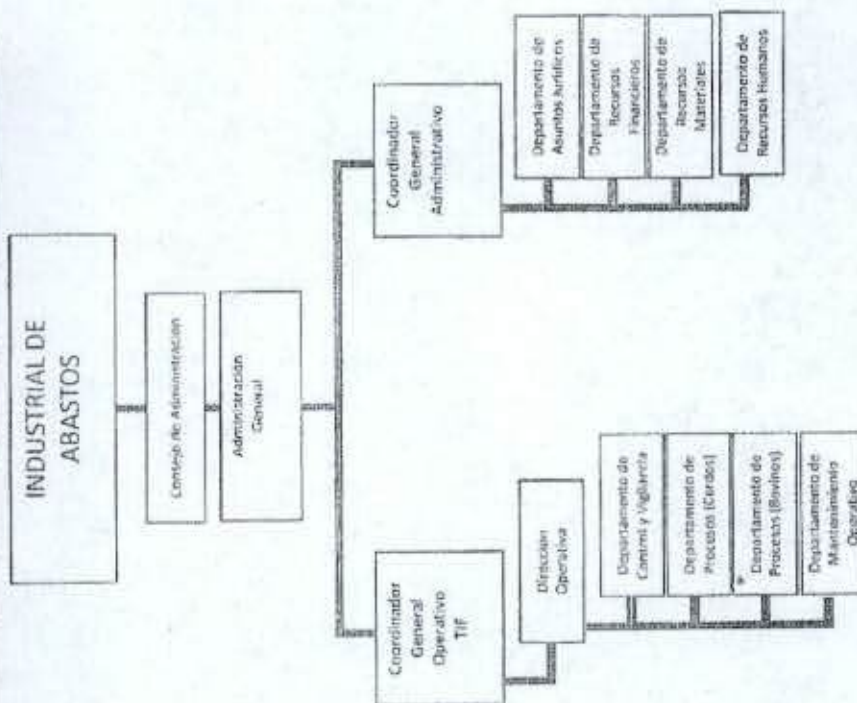 INDUSTRIAL DE
ABASTOS
Consejo de Administración
Administración
General
Coordinador
General
Operativo
TIF
Dirección
Operativa
Departamento de
Control y Vigilancia
Departamento de
Procesos (Cerdos)
* Departamento de
Procesos (Bovinos)
Departamento de
Mantenimiento
Operativo
Coordinador
General
Administrativo
Departamento de
Asuntos Jurídicos
Departamento de
Recursos
Financieros
Departamento de
Recursos
Materiales
Departamento de
Recursos Humanos